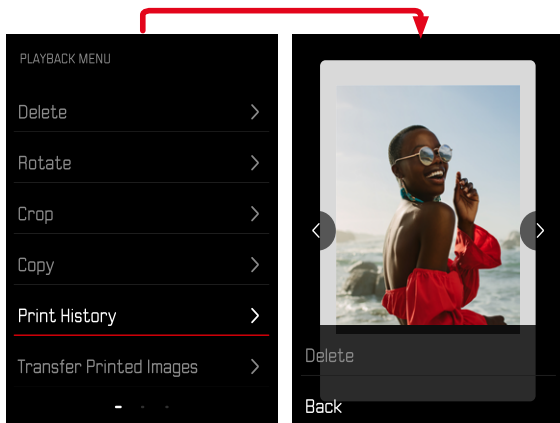 PLAYBACK MENU
Delete
Rotate
Crop
Copy
Print History
Transfer Printed Images
Delete
Back